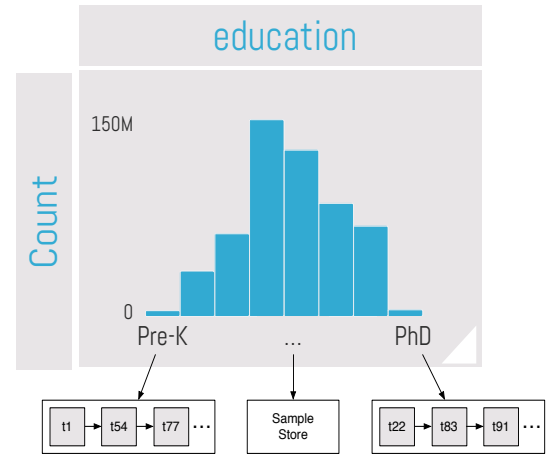 education
Count
150M
0
Pre-K ... PhD
t1 t54 t77 ...
Sample
Store
t22 t83 t91 ...